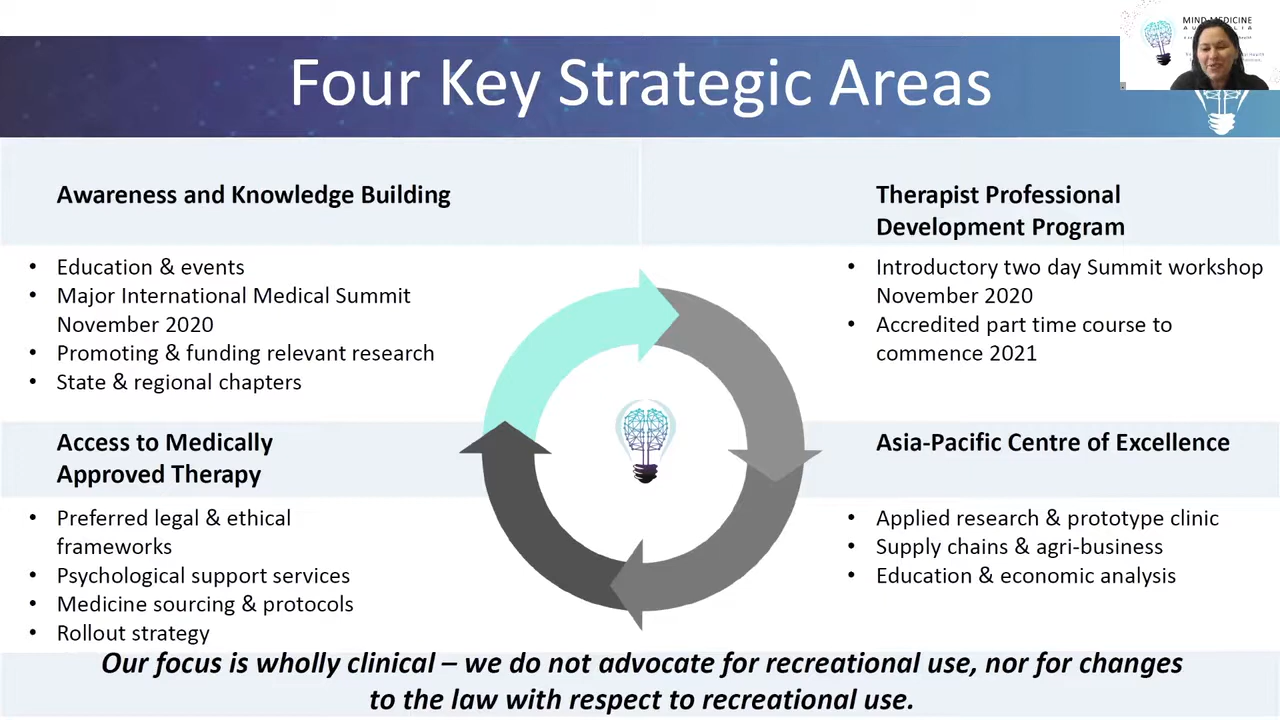 Four Key Strategic Areas
MIND MEDICINE
AUSTRALIA
Awareness and Knowledge Building
• Education & events
• Major International Medical Summit
November 2020
• Promoting & funding relevant research
• State & regional chapters
Therapist Professional
Development Program
• Introductory two day Summit workshop
November 2020
• Accredited part time course to
commence 2021
Access to Medically
Approved Therapy
• Preferred legal & ethical
frameworks
• Psychological support services
• Medicine sourcing & protocols
• Rollout strategy
Asia-Pacific Centre of Excellence
• Applied research & prototype clinic
• Supply chains & agri-business
• Education & economic analysis
Our focus is wholly clinical – we do not advocate for recreational use, nor for changes
to the law with respect to recreational use.